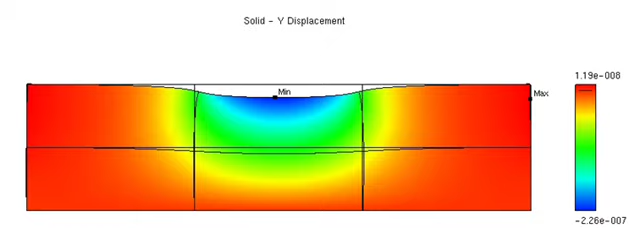 Solid - Y Displacement
1.19e-008
Min
Max
-2.26e-007